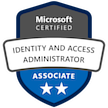 Microsoft
CERTIFIED
IDENTITY AND ACCESS
ADMINISTRATOR
ASSOCIATE